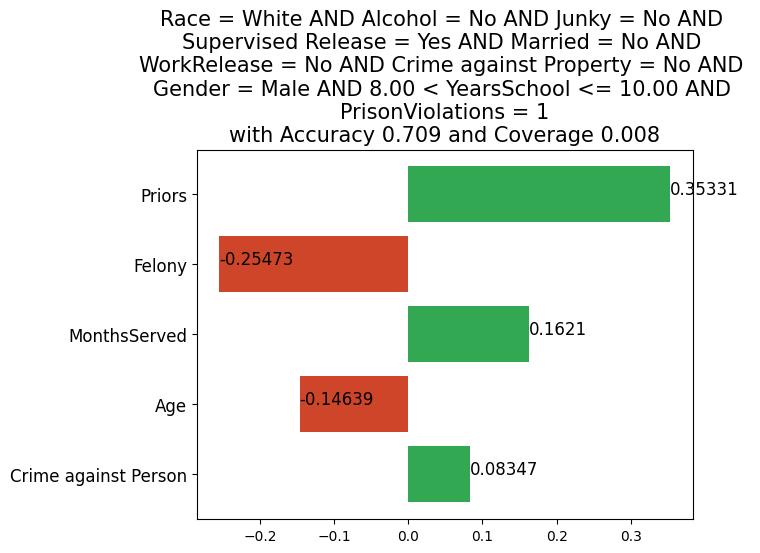 Race = White AND Alcohol = No AND Junky = No AND
Supervised Release = Yes AND Married = No AND
WorkRelease = No AND Crime against Property = No AND
Gender = Male AND 8.00 < YearsSchool <= 10.00 AND
PrisonViolations = 1
with Accuracy 0.709 and Coverage 0.008
Priors 0.35331
Felony -0.25473
MonthsServed 0.1621
Age -0.14639
Crime against Person 0.08347
−0.2 −0.1 0.0 0.1 0.2 0.3